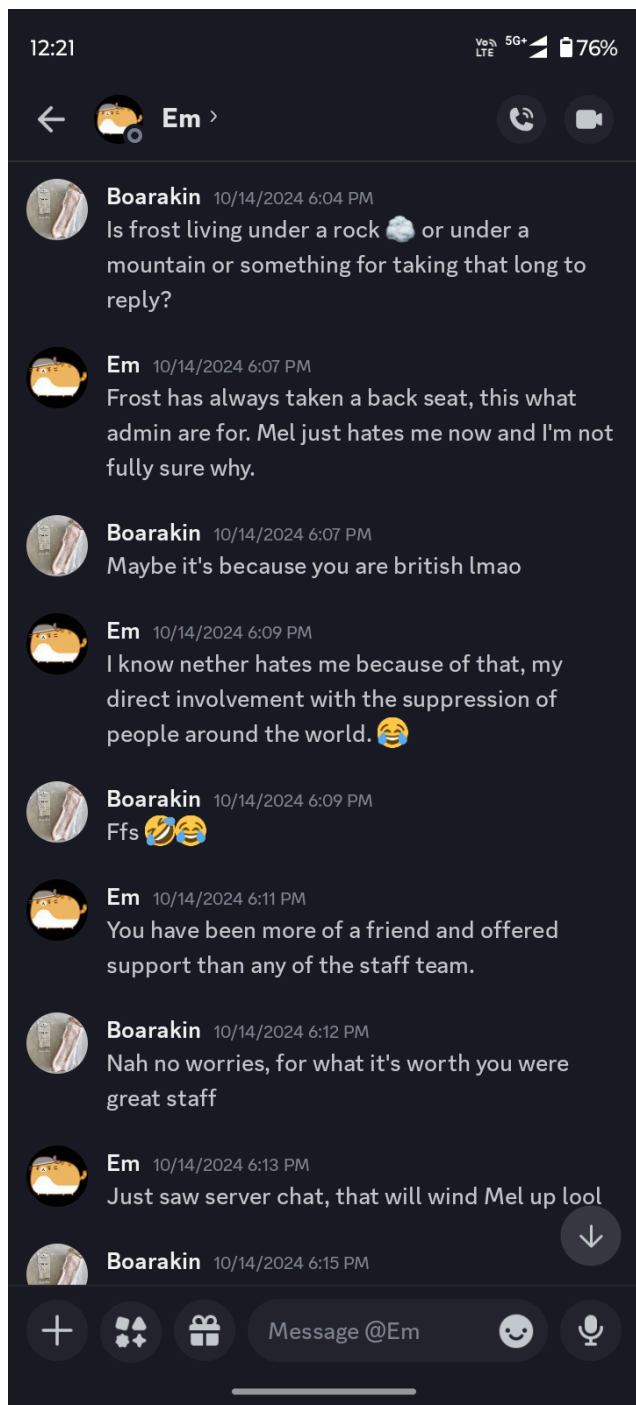 12:21
Vo LTE 5G+ 76%
Em
Boarakin 10/14/2024 6:04 PM
Is frost living under a rock 🪨 or under a
mountain or something for taking that long to
reply?
Em 10/14/2024 6:07 PM
Frost has always taken a back seat, this what
admin are for. Mel just hates me now and I'm not
fully sure why.
Boarakin 10/14/2024 6:07 PM
Maybe it's because you are british lmao
Em 10/14/2024 6:09 PM
I know nether hates me because of that, my
direct involvement with the suppression of
people around the world. 😂
Boarakin 10/14/2024 6:09 PM
Ffs 🤣😂
Em 10/14/2024 6:11 PM
You have been more of a friend and offered
support than any of the staff team.
Boarakin 10/14/2024 6:12 PM
Nah no worries, for what it's worth you were
great staff
Em 10/14/2024 6:13 PM
Just saw server chat, that will wind Mel up lool
Boarakin 10/14/2024 6:15 PM
Message @Em